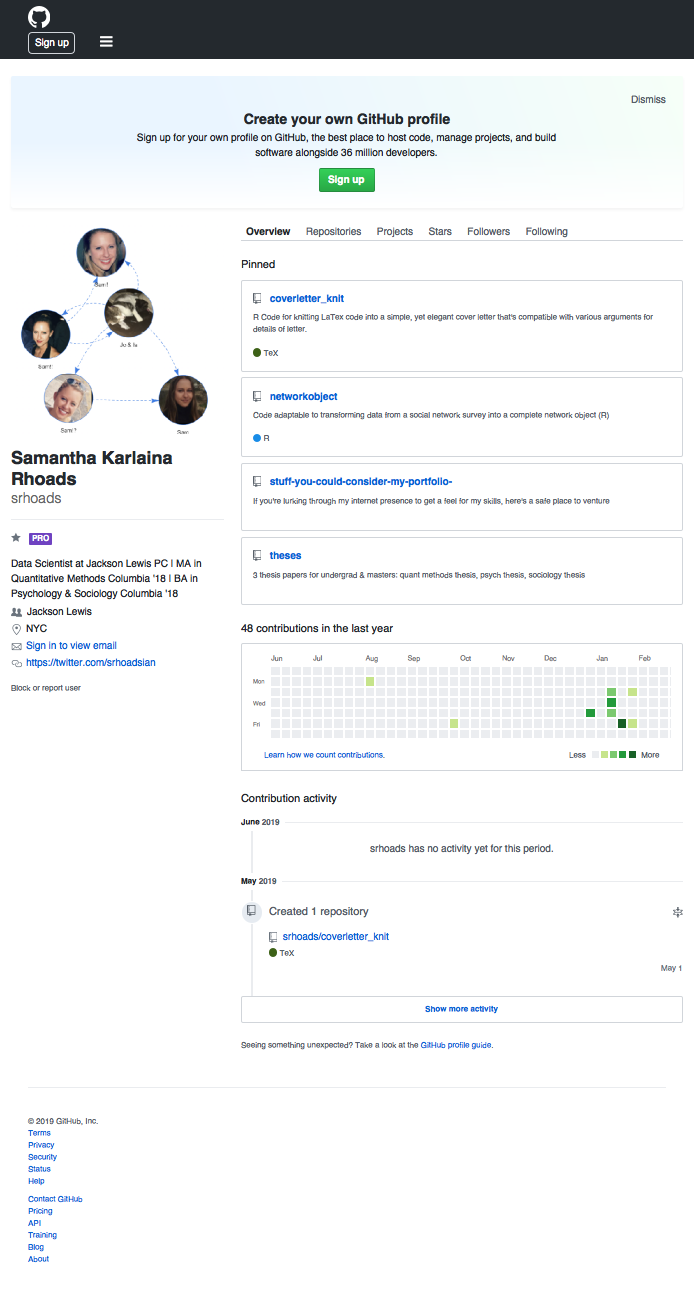 Sign up
Dismiss
Create your own GitHub profile
Sign up for your own profile on GitHub, the best place to host code, manage projects, and build
software alongside 36 million developers.
Sign up
Overview Repositories Projects Stars Followers Following
Samantha Karlaina
Rhoads
srhoads
PRO
Data Scientist at Jackson Lewis PC | MA in
Quantitative Methods Columbia '18 | BA in
Psychology & Sociology Columbia '18
Jackson Lewis
NYC
Sign in to view email
https://twitter.com/srhoadsian
Block or report user
Pinned
coverletter_knit
R Code for knitting LaTex code into a simple, yet elegant cover letter that's compatible with various arguments for
details of letter.
TeX
networkobject
Code adaptable to transforming data from a social network survey into a complete network object (R)
R
stuff-you-could-consider-my-portfolio-
If you're lurking through my internet presence to get a feel for my skills, here's a safe place to venture
theses
3 thesis papers for undergrad & masters: quant methods thesis, psych thesis, sociology thesis
48 contributions in the last year
Jun Jul Aug Sep Oct Nov Dec Jan Feb
Mon
Wed
Fri
Learn how we count contributions. Less More
Contribution activity
June 2019
srhoads has no activity yet for this period.
May 2019
Created 1 repository
srhoads/coverletter_knit
TeX
May 1
Show more activity
Seeing something unexpected? Take a look at the GitHub profile guide.
© 2019 GitHub, Inc.
Terms
Privacy
Security
Status
Help
Contact GitHub
Pricing
API
Training
Blog
About